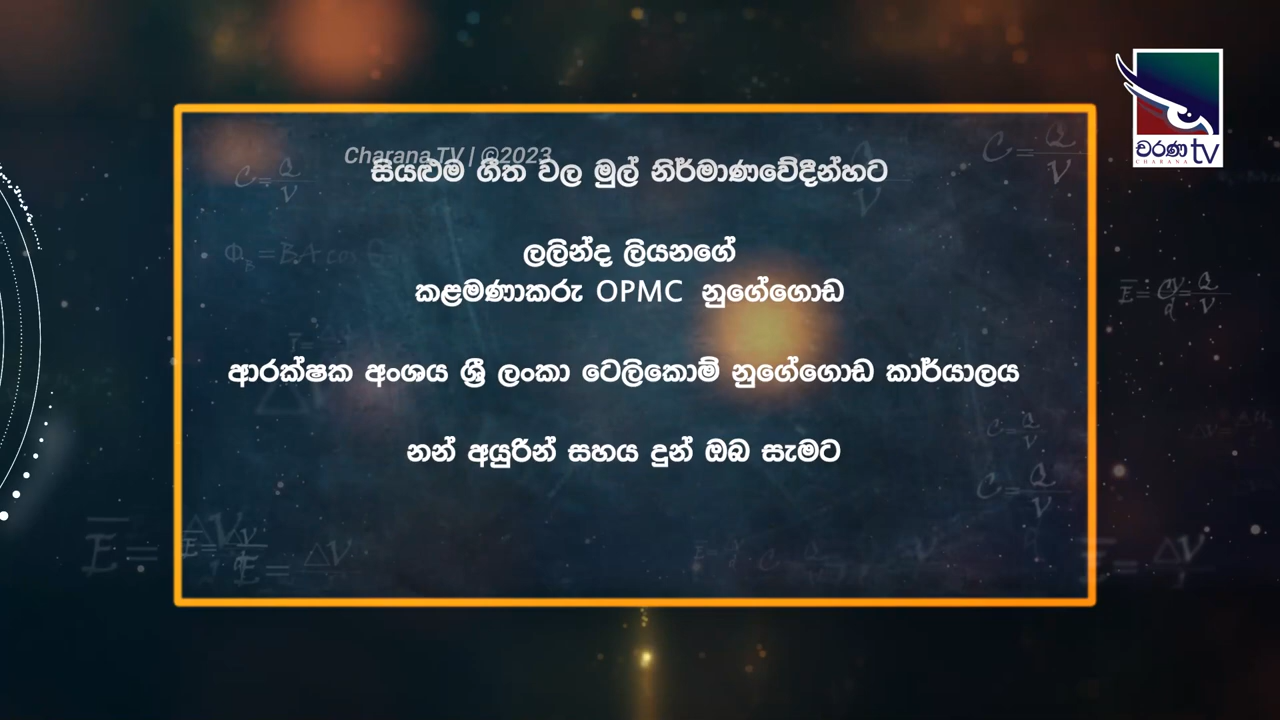 Charana TV | ©2023
සියළුම ගීත වල මුල් නිර්මාණවේදීන්හට
ලලින්ද ලියනගේ
කළමණාකරු OPMC නුගේගොඩ
ආරක්ෂක අංශය ශ්‍රී ලංකා ටෙලිකොම් නුගේගොඩ කාර්යාලය
නන් අයුරින් සහය දුන් ඔබ සැමට
චරණ tv
CHARANA